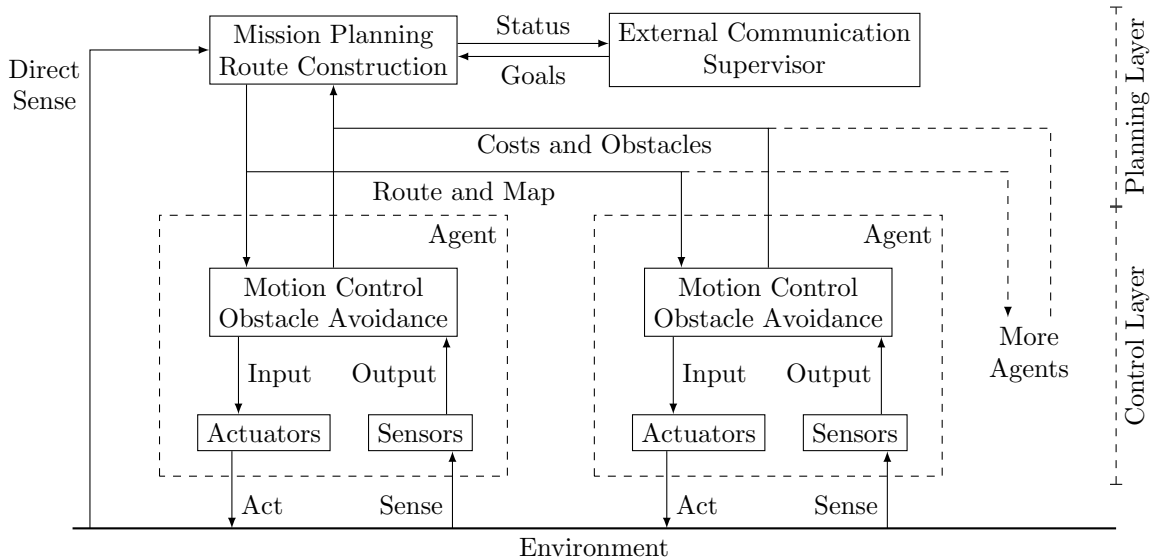 Mission Planning
Route Construction
Status
Goals
External Communication
Supervisor
Direct
Sense
Planning Layer
Costs and Obstacles
Route and Map
Agent
Agent
Motion Control
Obstacle Avoidance
Motion Control
Obstacle Avoidance
More
Agents
Control Layer
Input
Output
Input
Output
Actuators
Sensors
Actuators
Sensors
Act
Sense
Act
Sense
Environment